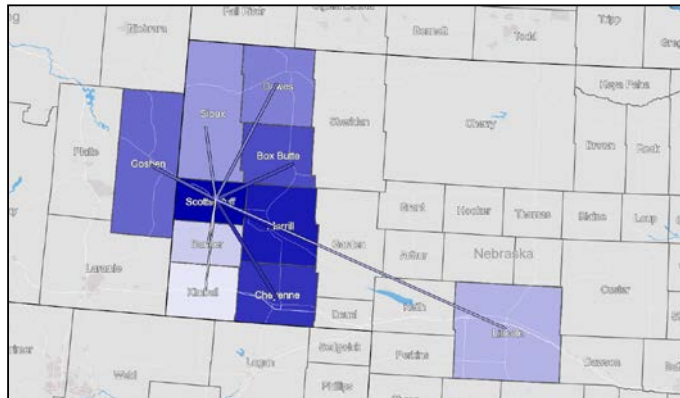 Fall River
Bennett
Todd
Tripp
Niobrara
Dawes
Sioux
Sheridan
Cherry
Keya Paha
Brown
Rock
Platte
Goshen
Box Butte
Scotts Bluff
Grant
Hooker
Thomas
Blaine
Loup
Morrill
Garden
Arthur
Nebraska
Banner
Laramie
Custer
Kimball
Cheyenne
Keith
Deuel
Lincoln
Perkins
Dawson
Sedgwick
Logan
Weld
Phillips